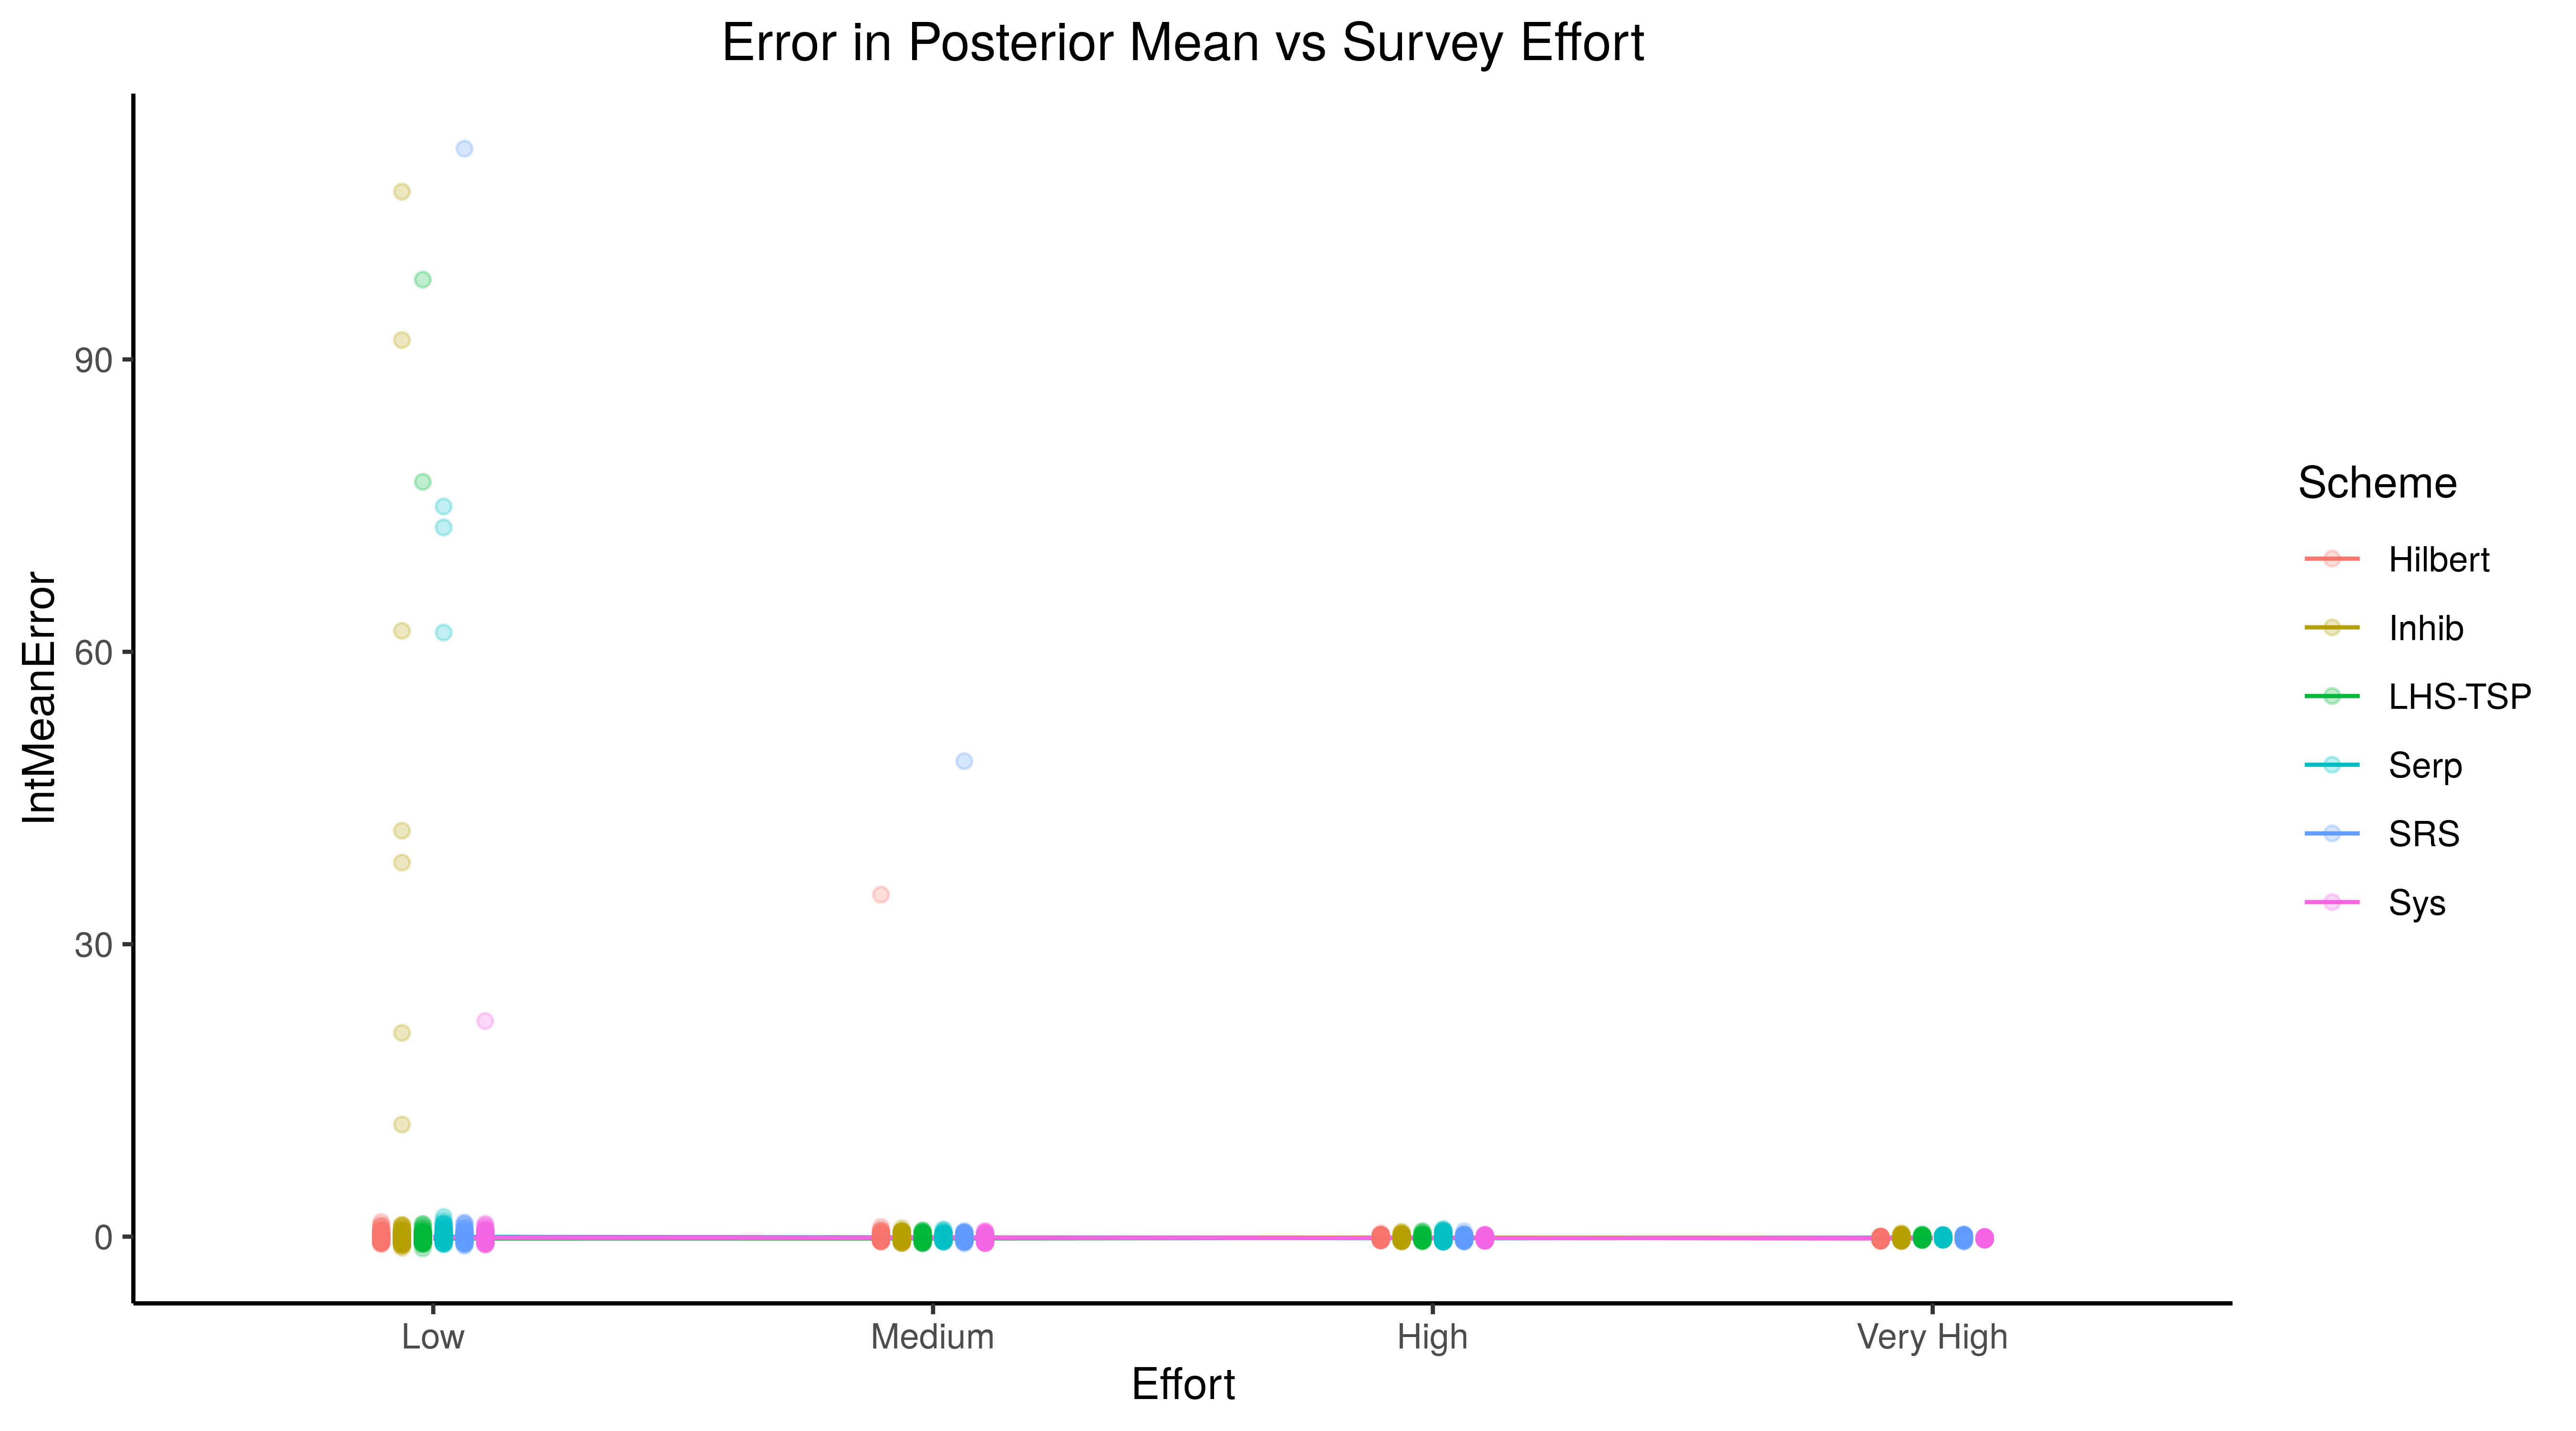 Error in Posterior Mean vs Survey Effort
IntMeanError
90
60
30
0
Low
Medium
High
Very High
Effort
Scheme
Hilbert
Inhib
LHS-TSP
Serp
SRS
Sys